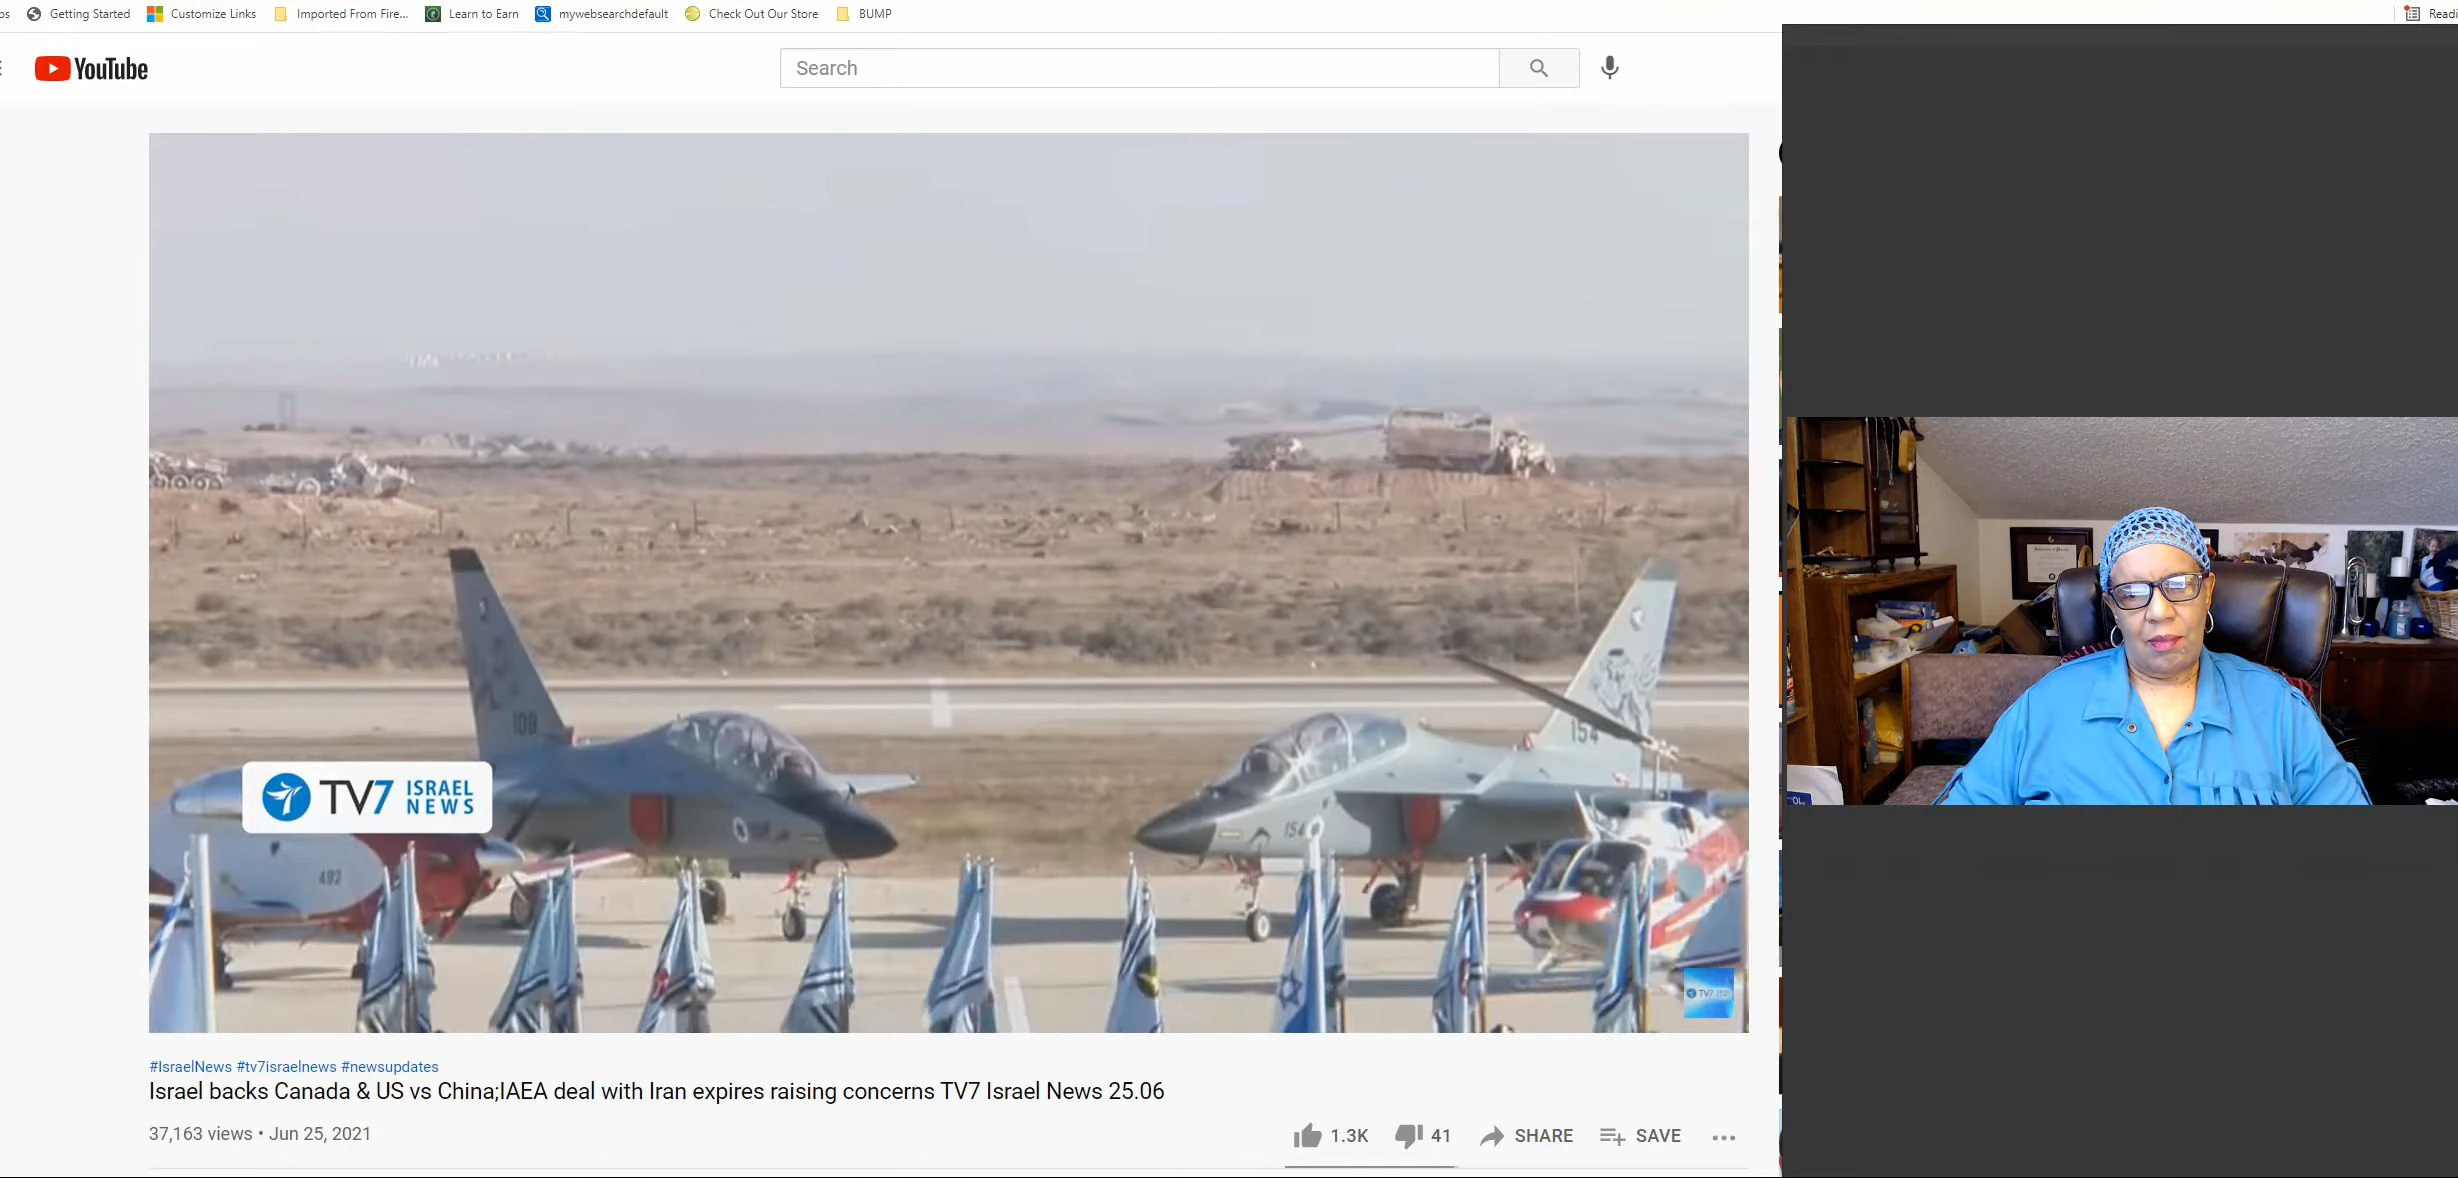 Getting Started Customize Links Imported From Fire... Learn to Earn mywebsearchdefault Check Out Our Store BUMP
YouTube
Search
108
154
154
TV7 ISRAEL NEWS
492
TV7
#IsraelNews #tv7israelnews #newsupdates
Israel backs Canada & US vs China;IAEA deal with Iran expires raising concerns TV7 Israel News 25.06
37,163 views • Jun 25, 2021
1.3K 41 SHARE SAVE